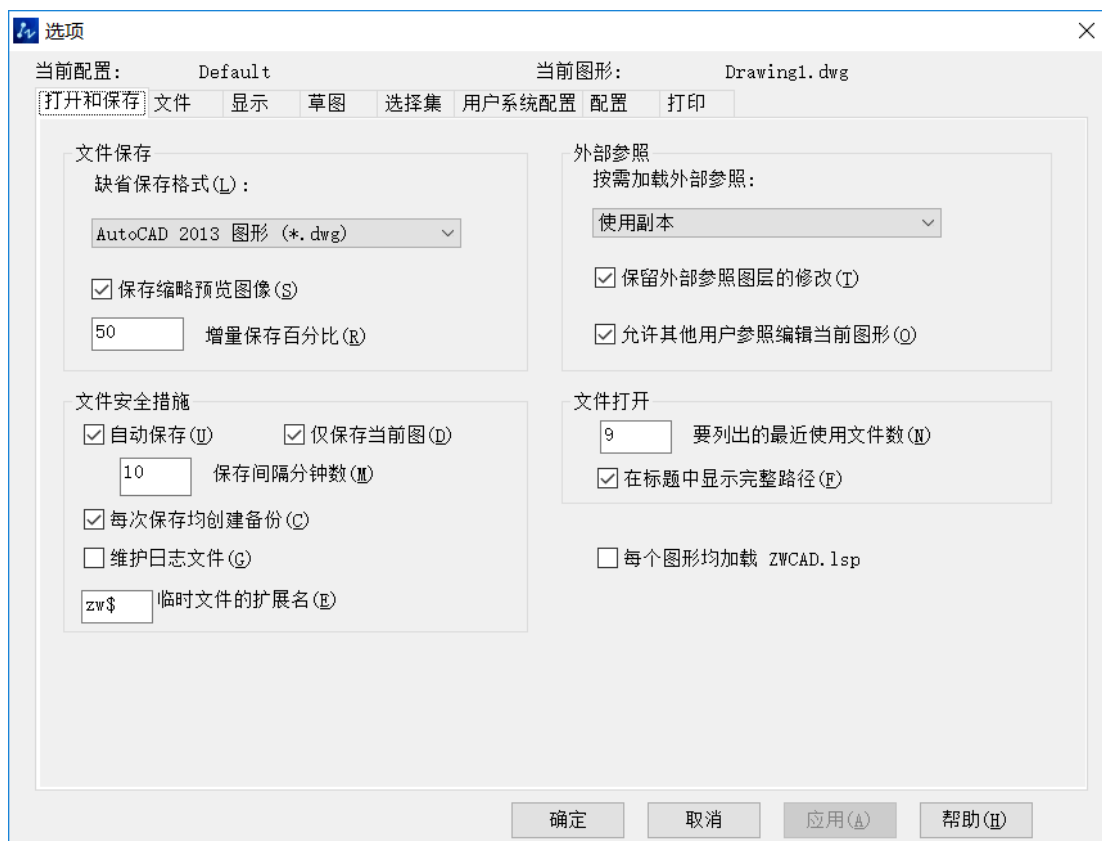 选项
当前配置: Default 当前图形: Drawing1.dwg
打开和保存 文件 显示 草图 选择集 用户系统配置 配置 打印
文件保存
缺省保存格式(L):
AutoCAD 2013 图形 (*.dwg)
保存缩略预览图像(S)
50 增量保存百分比(R)
外部参照
按需加载外部参照:
使用副本
保留外部参照图层的修改(T)
允许其他用户参照编辑当前图形(O)
文件安全措施
自动保存(U) 仅保存当前图(D)
10 保存间隔分钟数(M)
每次保存均创建备份(C)
维护日志文件(G)
zw$ 临时文件的扩展名(E)
文件打开
9 要列出的最近使用文件数(N)
在标题中显示完整路径(F)
每个图形均加载 ZWCAD.lsp
确定 取消 应用(A) 帮助(H)